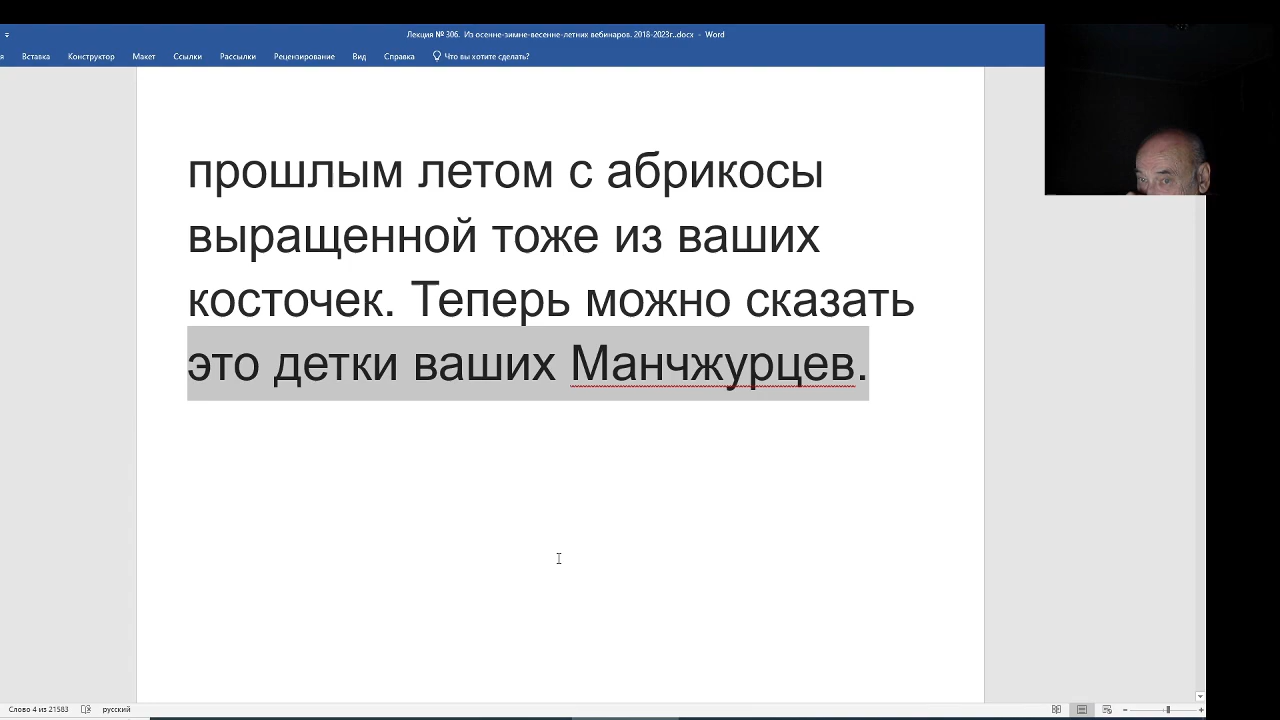 Лекция № 306. Из осенне-зимне-весенне-летних вебинаров. 2018-2023г..docx - Word
я Вставка Конструктор Макет Ссылки Рассылки Рецензирование Вид Справка Что вы хотите сделать?
прошлым летом с абрикосы
выращенной тоже из ваших
косточек. Теперь можно сказать
это детки ваших Манчжурцев.
Слово 4 из 21583 русский